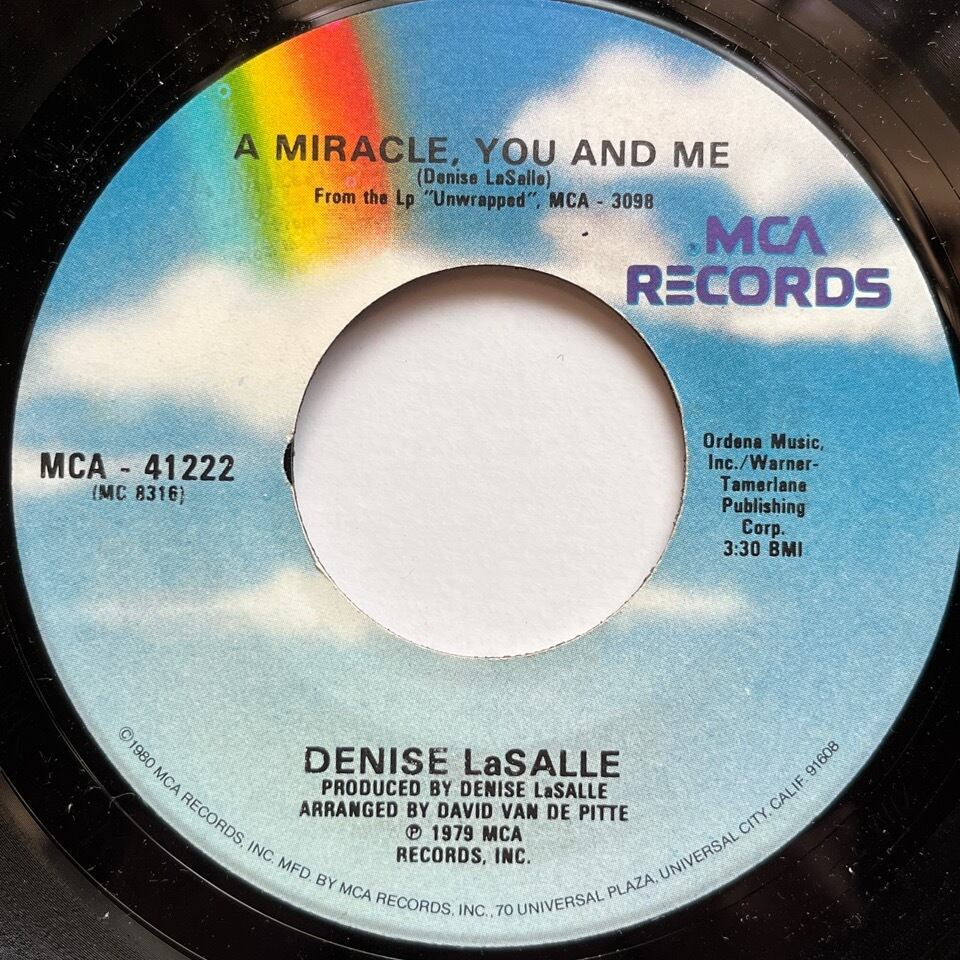 A MIRACLE, YOU AND ME
(Denise LaSalle)
From the Lp "Unwrapped", MCA - 3098
MCA
RECORDS
MCA - 41222
(MC 8316)
Ordena Music,
Inc./Warner-
Tamerlane
Publishing
Corp.
3:30 BMI
DENISE LaSALLE
PRODUCED BY DENISE LaSALLE
ARRANGED BY DAVID VAN DE PITTE
℗ 1979 MCA
RECORDS, INC.
©1980 MCA RECORDS, INC. MFD. BY MCA RECORDS, INC., 70 UNIVERSAL PLAZA, UNIVERSAL CITY, CALIF. 91608